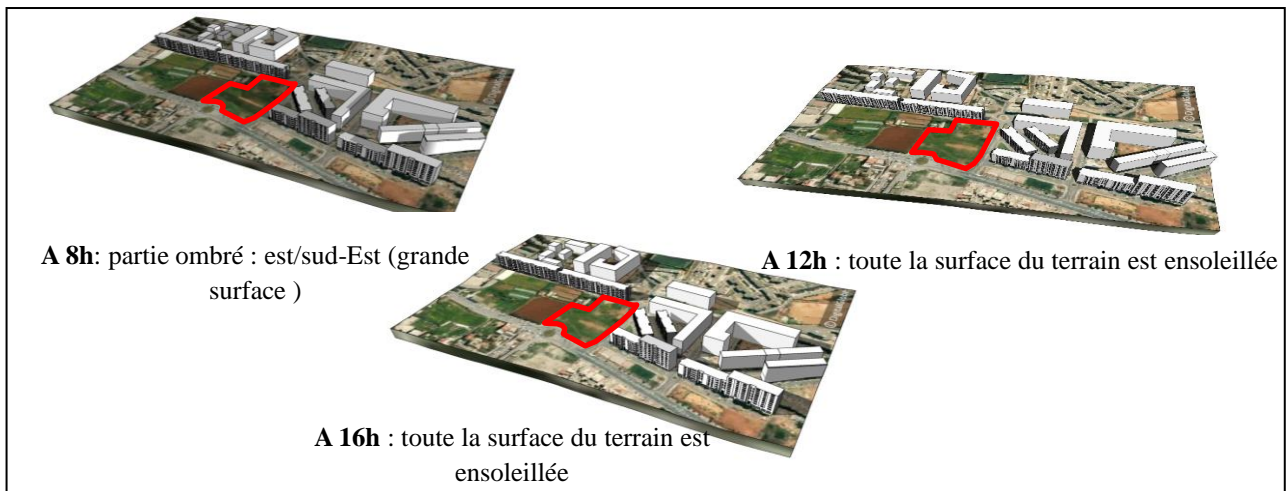 A 8h: partie ombré : est/sud-Est (grande
surface )
A 12h : toute la surface du terrain est ensoleillée
A 16h : toute la surface du terrain est
ensoleillée